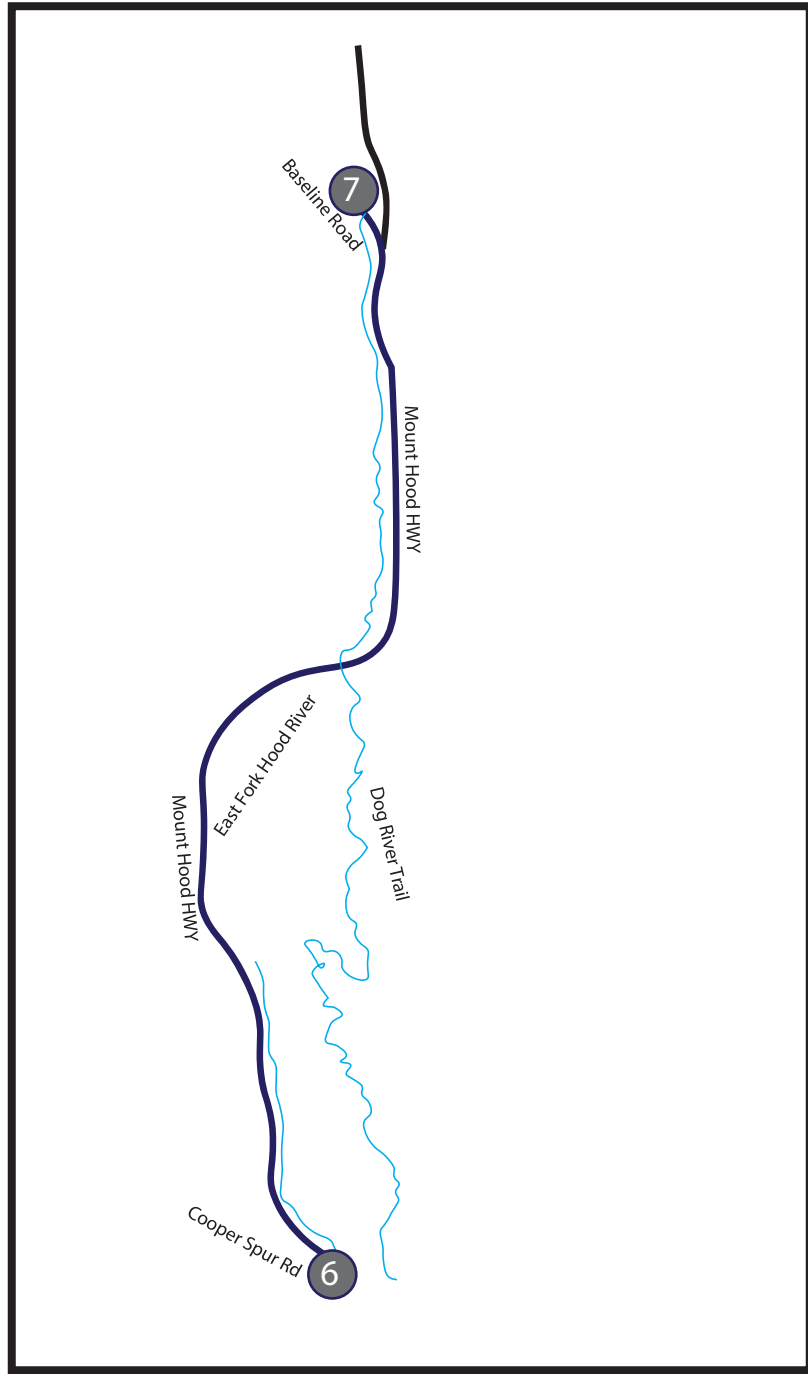 7
Baseline Road
Mount Hood HWY
East Fork Hood River
Dog River Trail
Mount Hood HWY
Cooper Spur Rd
6